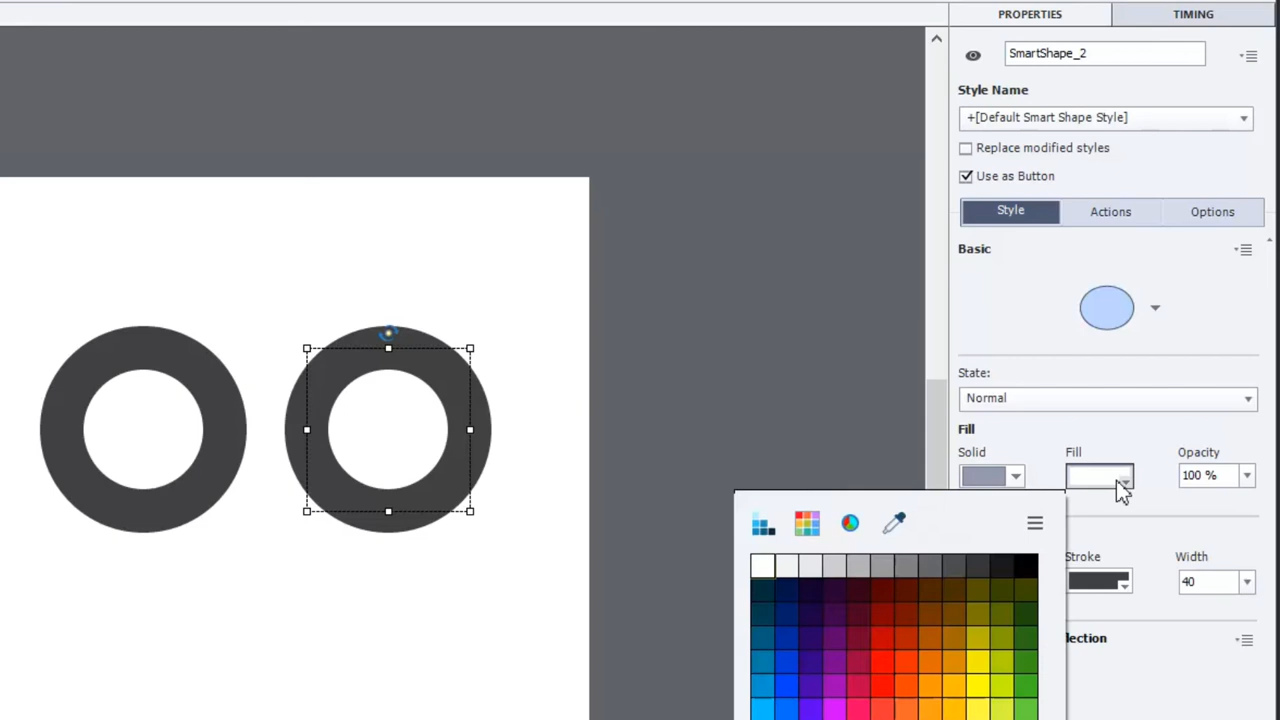 PROPERTIES
TIMING
SmartShape_2
Style Name
+[Default Smart Shape Style]
Replace modified styles
Use as Button
Style
Actions
Options
Basic
State:
Normal
Fill
Solid
Fill
Opacity
100 %
Stroke
Width
40
lection